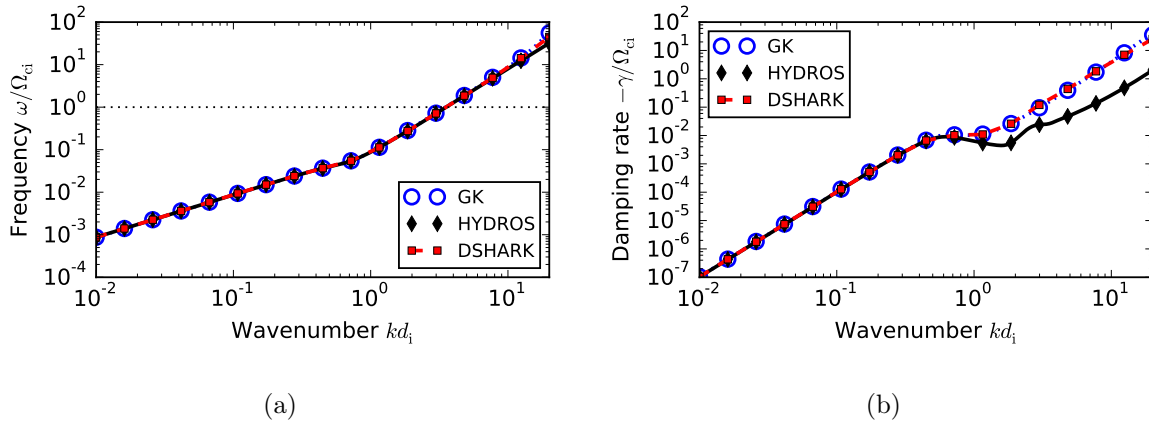 10^2
10^1
10^0
10^-1
10^-2
10^-3
10^-4
Frequency ω/Ω_ci
GK
HYDROS
DSHARK
10^-2 10^-1 10^0 10^1
Wavenumber kd_i
(a)
10^2
10^1
10^0
10^-1
10^-2
10^-3
10^-4
10^-5
10^-6
10^-7
Damping rate −γ/Ω_ci
GK
HYDROS
DSHARK
10^-2 10^-1 10^0 10^1
Wavenumber kd_i
(b)